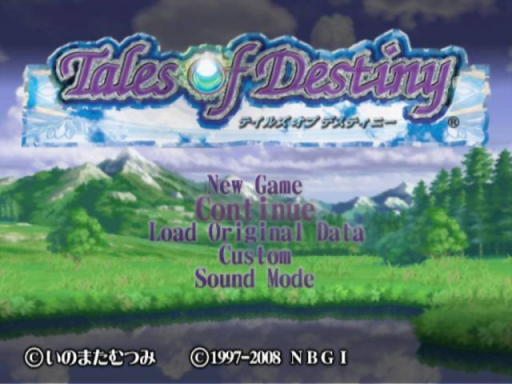 Tales of Destiny
テイルズ オブ デスティニー ®
New Game
Continue
Load Original Data
Custom
Sound Mode
©いのまたむつみ ©1997-2008 NBGI